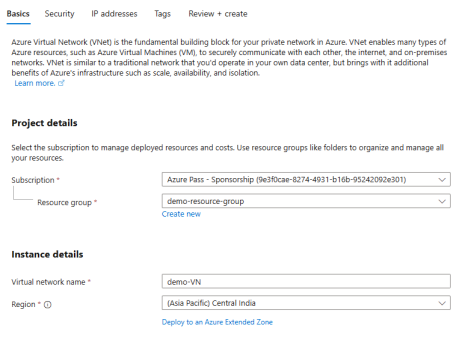 Basics Security IP addresses Tags Review + create
Azure Virtual Network (VNet) is the fundamental building block for your private network in Azure. VNet enables many types of
Azure resources, such as Azure Virtual Machines (VM), to securely communicate with each other, the internet, and on-premises
networks. VNet is similar to a traditional network that you'd operate in your own data center, but brings with it additional
benefits of Azure's infrastructure such as scale, availability, and isolation.
Learn more.
Project details
Select the subscription to manage deployed resources and costs. Use resource groups like folders to organize and manage all
your resources.
Subscription * Azure Pass - Sponsorship (9e3f0cae-8274-4931-b16b-95242092e301)
Resource group * demo-resource-group
Create new
Instance details
Virtual network name * demo-VN
Region * (Asia Pacific) Central India
Deploy to an Azure Extended Zone